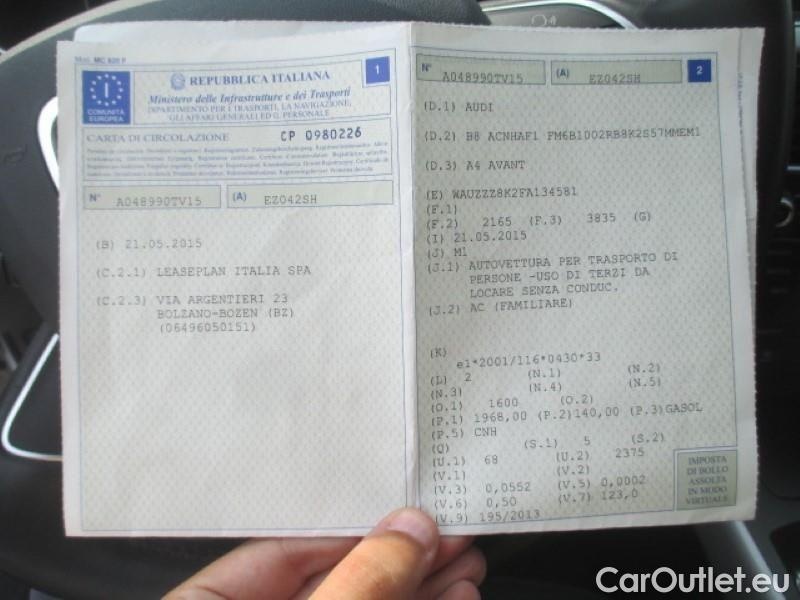 Mod. MC 820 F
REPUBBLICA ITALIANA
1
Ministero delle Infrastrutture e dei Trasporti
DIPARTIMENTO PER I TRASPORTI, LA NAVIGAZIONE,
GLI AFFARI GENERALI ED IL PERSONALE
I
COMUNITÀ
EUROPEA
CARTA DI CIRCOLAZIONE CP 0980226
N° A048990TV15 (A) EZ042SH
(B) 21.05.2015
(C.2.1) LEASEPLAN ITALIA SPA
(C.2.3) VIA ARGENTIERI 23
BOLZANO-BOZEN (BZ)
(06496050151)
N° A048990TV15 (A) EZ042SH 2
(D.1) AUDI
(D.2) B8 ACNHAF1 FM6B1002RB8K2S57MMEM1
(D.3) A4 AVANT
(E) WAUZZZ8K2FA134581
(F.1)
(F.2) 2165 (F.3) 3835 (G)
(I) 21.05.2015
(J) M1
(J.1) AUTOVETTURA PER TRASPORTO DI
PERSONE -USO DI TERZI DA
LOCARE SENZA CONDUC.
(J.2) AC (FAMILIARE)
(K)
e1*2001/116*0430*33
(L) 2 (N.1) (N.2)
(N.3) (N.4) (N.5)
(O.1) 1600 (O.2)
(P.1) 1968,00 (P.2)140,00 (P.3)GASOL
(P.5) CNH
(Q) (S.1) 5 (S.2)
(U.1) 68 (U.2) 2375
(V.1) (V.2)
(V.3) 0,0552 (V.5) 0,0002
(V.6) 0,50 (V.7) 123,0
(V.9) 195/2013
IMPOSTA
DI BOLLO
ASSOLTA
IN MODO
VIRTUALE
CarOutlet.eu